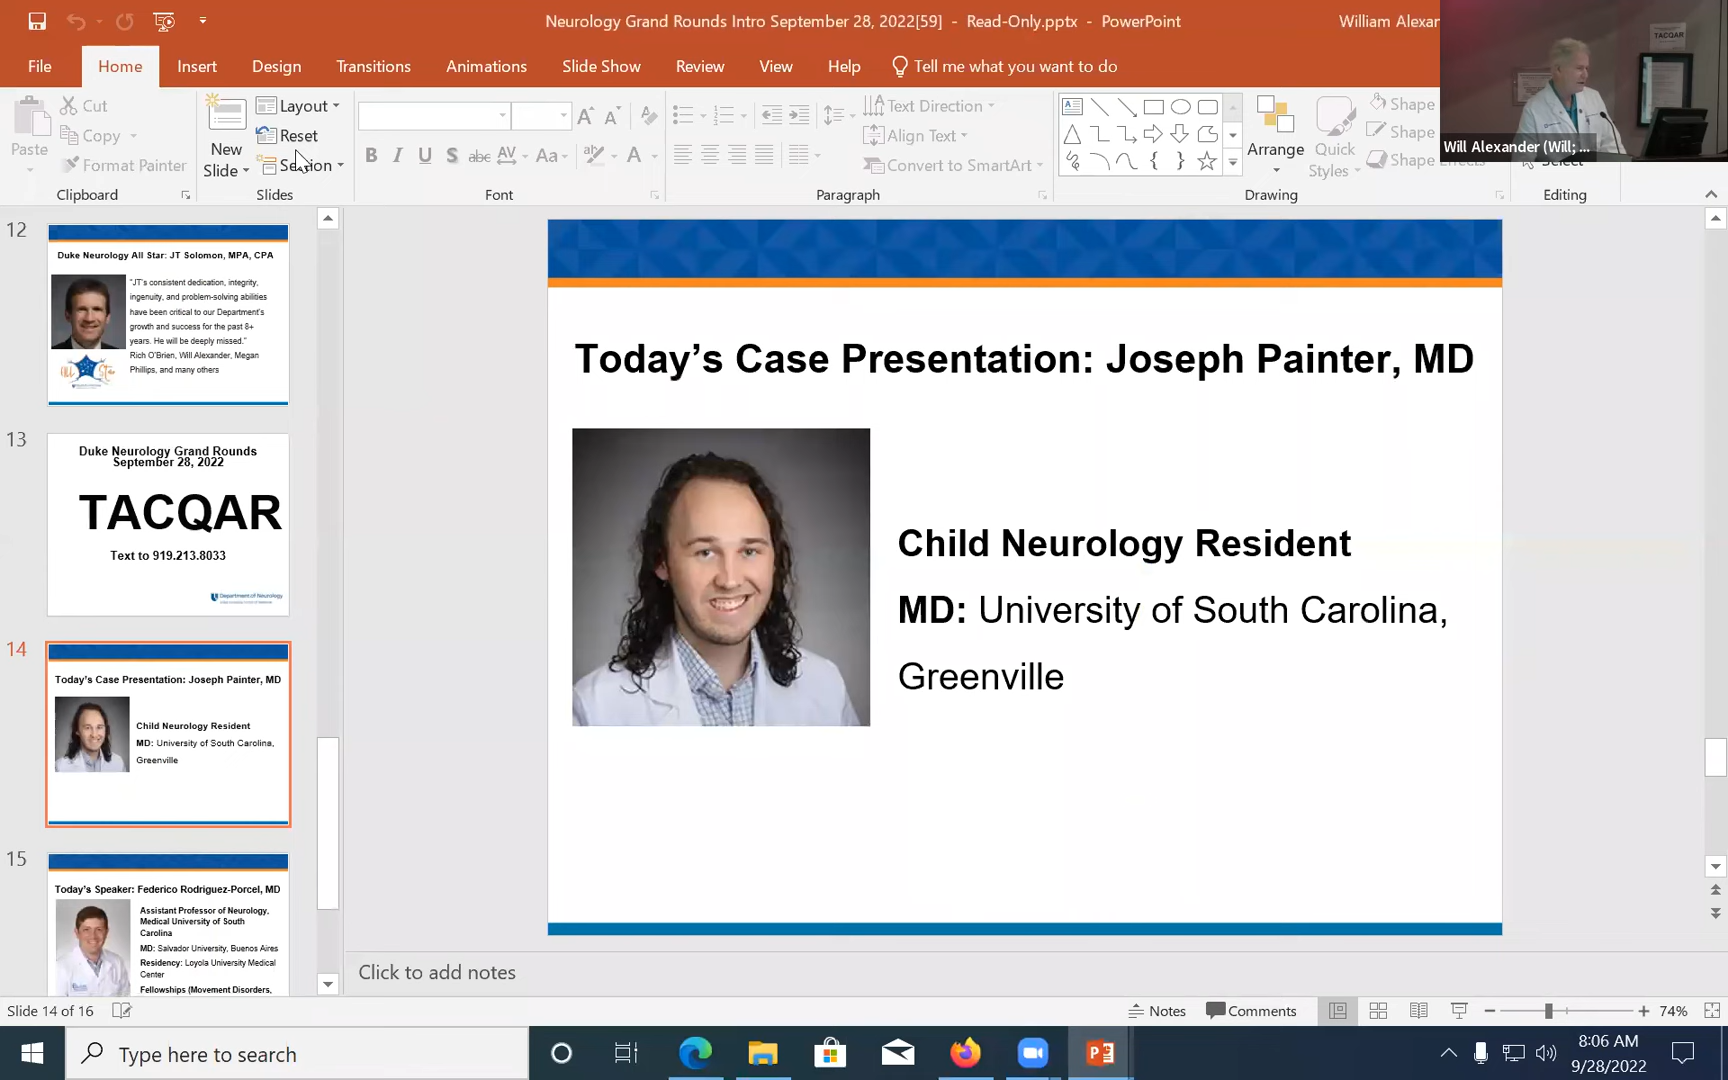 Neurology Grand Rounds Intro September 28, 2022[59] - Read-Only.pptx - PowerPoint
William Alexan
File
Home
Insert
Design
Transitions
Animations
Slide Show
Review
View
Help
Tell me what you want to do
TACQAR
Will Alexander (Will; ...
Paste
Cut
Copy
Format Painter
Clipboard
New
Slide
Layout
Reset
Section
Slides
Font
Text Direction
Align Text
Convert to SmartArt
Paragraph
Arrange
Quick
Styles
Shape
Shape
Shape Effects
Drawing
Select
Editing
12
Duke Neurology All Star: JT Solomon, MPA, CPA
"JT's consistent dedication, integrity,
ingenuity, and problem-solving abilities
have been critical to our Department's
growth and success for the past 8+
years. He will be deeply missed."
Rich O'Brien, Will Alexander, Megan
Phillips, and many others
13
Duke Neurology Grand Rounds
September 28, 2022
TACQAR
Text to 919.213.8033
Department of Neurology
14
Today's Case Presentation: Joseph Painter, MD
Child Neurology Resident
MD: University of South Carolina,
Greenville
15
Today's Speaker: Federico Rodriguez-Porcel, MD
Assistant Professor of Neurology,
Medical University of South
Carolina
MD: Salvador University, Buenos Aires
Residency: Loyola University Medical
Center
Fellowships (Movement Disorders,
Today's Case Presentation: Joseph Painter, MD
Child Neurology Resident
MD: University of South Carolina,
Greenville
Click to add notes
Slide 14 of 16
Notes
Comments
74%
Type here to search
8:06 AM
9/28/2022